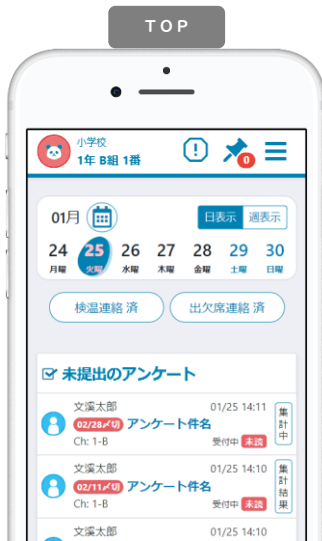 TOP
小学校
1年 B組 1番
0
01月
日表示 週表示
24 25 26 27 28 29 30
月曜 火曜 水曜 木曜 金曜 土曜 日曜
検温連絡 済 出欠席連絡 済
未提出のアンケート
文溪太郎 01/25 14:11
02/28〆切 アンケート件名
Ch: 1-B 受付中 未読
集計中
文溪太郎 01/25 14:10
02/11〆切 アンケート件名
Ch: 1-B 受付中 未読
集計結果
文溪太郎 01/25 14:10